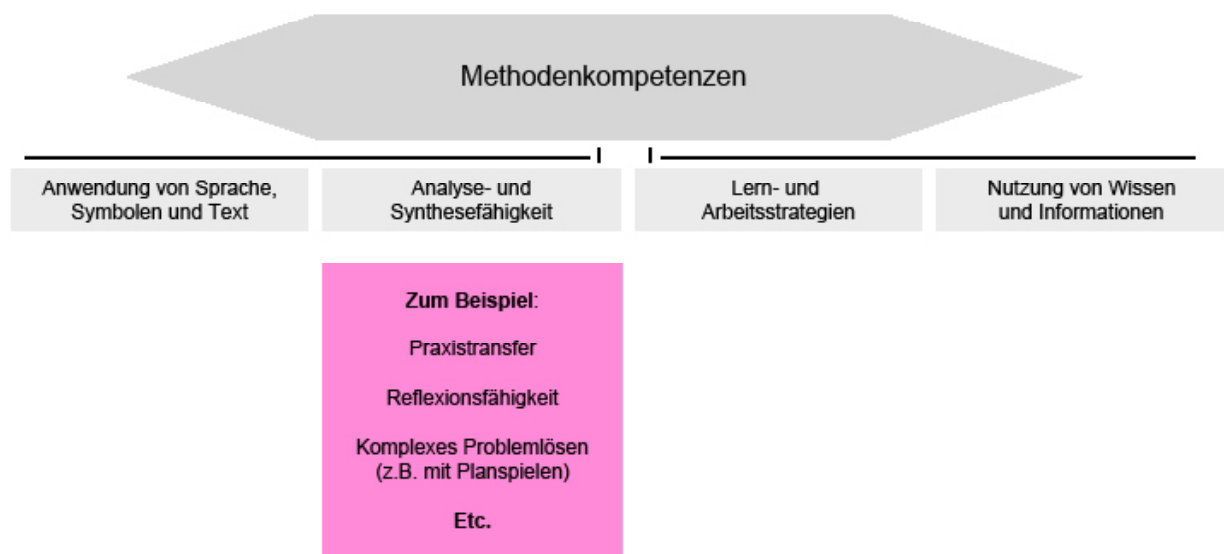 Methodenkompetenzen
Anwendung von Sprache,
Symbolen und Text
Analyse- und
Synthesefähigkeit
Lern- und
Arbeitsstrategien
Nutzung von Wissen
und Informationen
Zum Beispiel:
Praxistransfer
Reflexionsfähigkeit
Komplexes Problemlösen
(z.B. mit Planspielen)
Etc.